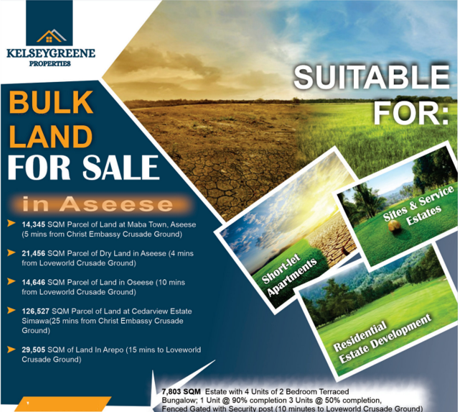 KELSEYGREENE
PROPERTIES
BULK
LAND
FOR SALE
in Aseese
14,345 SQM Parcel of Land at Maba Town, Aseese
(5 mins from Christ Embassy Crusade Ground)
21,456 SQM Parcel of Dry Land in Aseese (4 mins
from Loveworld Crusade Ground)
14,646 SQM Parcel of Land in Oseese (10 mins
from Loveworld Crusade Ground)
126,527 SQM Parcel of Land at Cedarview Estate
Simawa(25 mins from Christ Embassy Crusade
Ground)
29,505 SQM of Land In Arepo (15 mins to Loveworld
Crusade Ground)
SUITABLE
FOR:
Short-let
Apartments
Sites & Service
Estates
Residential
Estate Development
7,803 SQM Estate with 4 Units of 2 Bedroom Terraced
Bungalow; 1 Unit @ 90% completion 3 Units @ 50% completion,
Fenced Gated with Security post (10 minutes to Loveworld Crusade Ground)